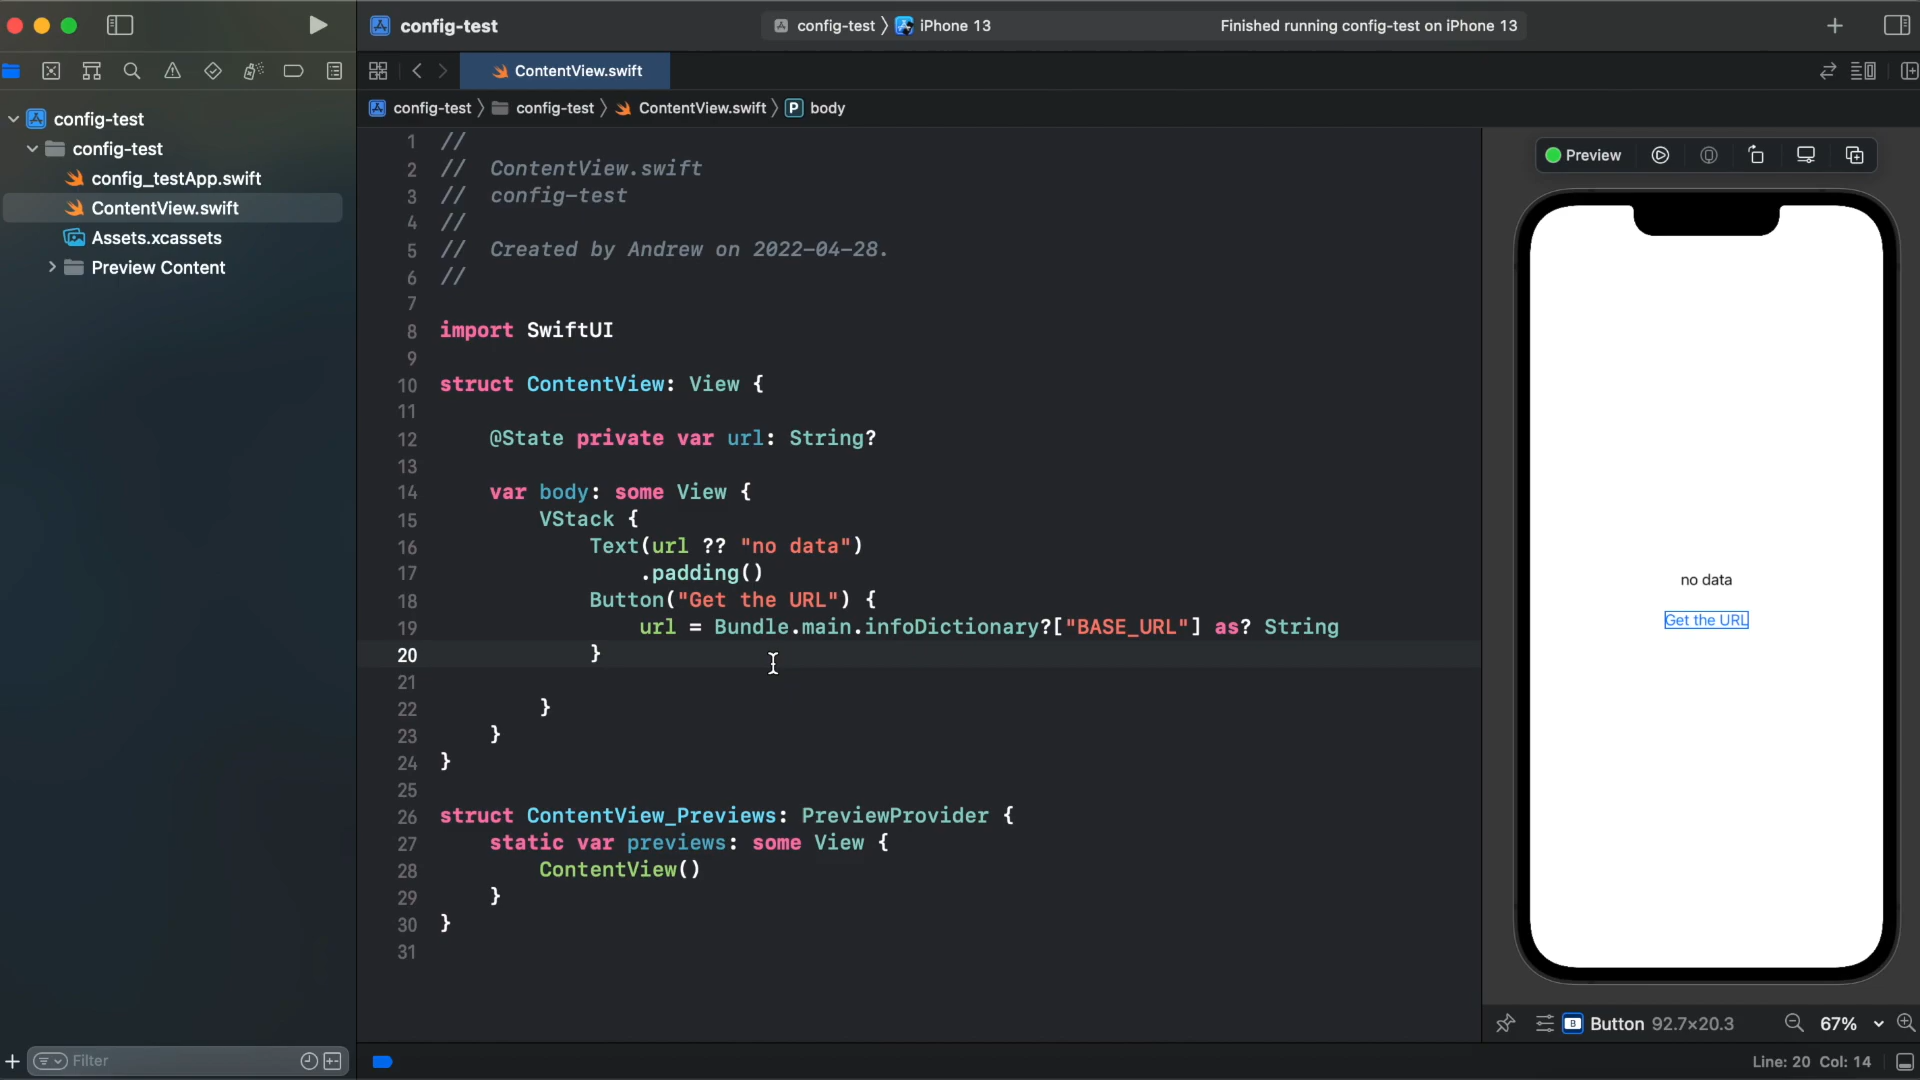 config-test
config-test 〉 iPhone 13
Finished running config-test on iPhone 13
ContentView.swift
config-test 〉 config-test 〉 ContentView.swift 〉 P body
config-test
config-test
config_testApp.swift
ContentView.swift
Assets.xcassets
Preview Content
1 //
2 //  ContentView.swift
3 //  config-test
4 //
5 //  Created by Andrew on 2022-04-28.
6 //
7
8 import SwiftUI
9
10 struct ContentView: View {
11
12     @State private var url: String?
13
14     var body: some View {
15         VStack {
16             Text(url ?? "no data")
17                 .padding()
18             Button("Get the URL") {
19                 url = Bundle.main.infoDictionary?["BASE_URL"] as? String
20             }
21
22         }
23     }
24 }
25
26 struct ContentView_Previews: PreviewProvider {
27     static var previews: some View {
28         ContentView()
29     }
30 }
31
Preview
no data
Get the URL
B Button 92.7×20.3
67%
Filter
Line: 20 Col: 14